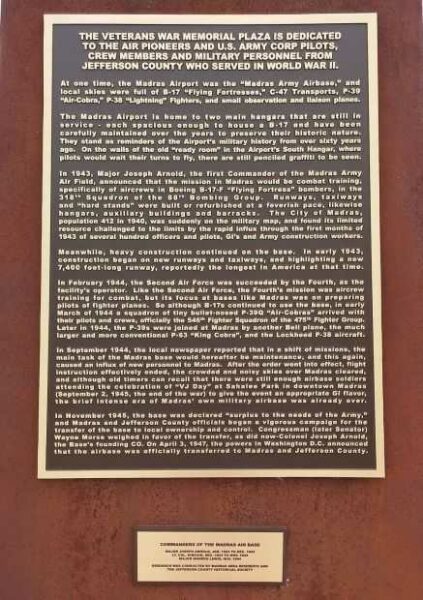 THE VETERANS WAR MEMORIAL PLAZA IS DEDICATED
TO THE AIR PIONEERS AND U.S. ARMY CORP PILOTS,
CREW MEMBERS AND MILITARY PERSONNEL FROM
JEFFERSON COUNTY WHO SERVED IN WORLD WAR II.
At one time, the Madras Airport was the "Madras Army Airbase," and
local skies were full of B-17 "Flying Fortresses," C-47 Transports, P-39
"Air-Cobra," P-38 "Lightning" Fighters, and small observation and liaison planes.
The Madras Airport is home to two main hangars that are still in
service – each spacious enough to house a B-17 and have been
carefully maintained over the years to preserve their historic nature.
They stand as reminders of the Airport's military history from over sixty years
ago. On the walls of the old "ready room" in the Airport's South Hangar, where
pilots would wait their turns to fly, there are still penciled graffiti to be seen.
In 1943, Major Joseph Arnold, the first Commander of the Madras Army
Air Field, announced that the mission in Madras would be combat training,
specifically of aircrews in Boeing B-17-F "Flying Fortress" bombers, in the
318th Squadron of the 88th Bombing Group. Runways, taxiways
and "hard stands" were built or refurbished at a feverish pace, likewise
hangars, auxiliary buildings and barracks. The City of Madras,
population 412 in 1940, was suddenly on the military map, and found its limited
resource challenged to the limits by the rapid influx through the first months of
1943 of several hundred officers and pilots, GI's and Army construction workers.
Meanwhile, heavy construction continued on the base. In early 1943,
construction began on new runways and taxiways, and highlighting a new
7,400 foot-long runway, reportedly the longest in America at that time.
In February 1944, the Second Air Force was succeeded by the Fourth, as the
facility's operator. Like the Second Air Force, the Fourth's mission was aircrew
training for combat, but its focus at bases like Madras was on preparing
pilots of fighter planes. So although B-17s continued to use the base, in early
March of 1944 a squadron of tiny bullet-nosed P-39Q "Air-Cobras" arrived with
their pilots and crew, officially the 546th Fighter Squadron of the 475th Fighter Group.
Later in 1944, the P-39s were joined at Madras by another Bell plane, the much
larger and more conventional P-63 "King Cobra", and the Lockheed P-38 aircraft.
In September 1944, the local newspaper reported that in a shift of missions, the
main task of the Madras base would hereafter be maintenance, and this again,
caused an influx of new personnel to Madras. After the order went into effect, flight
instruction effectively ended, the crowded and noisy skies over Madras cleared
and although old timers can recall that there were still enough airbase soldiers
attending the celebration of "VJ Day" at Sahalee Park in downtown Madras
(September 2, 1945, the end of the war) to give the event an appropriate GI flavor,
the brief intense era of Madras' own military airbase was already over.
In November 1945, the base was declared "surplus to the needs of the Army,"
and Madras and Jefferson County officials began a vigorous campaign for the
transfer of the base to local ownership and control. Congressman (later Senator)
Wayne Morse weighed in favor of the transfer, as did now-Colonel Joseph Arnold,
the Base's founding CO. On April 3, 1947, the powers in Washington D.C. announced
that the airbase was officially transferred to Madras and Jefferson County.
COMMANDERS OF THE MADRAS AIR BASE
THE JEFFERSON COUNTY HISTORICAL SOCIETY